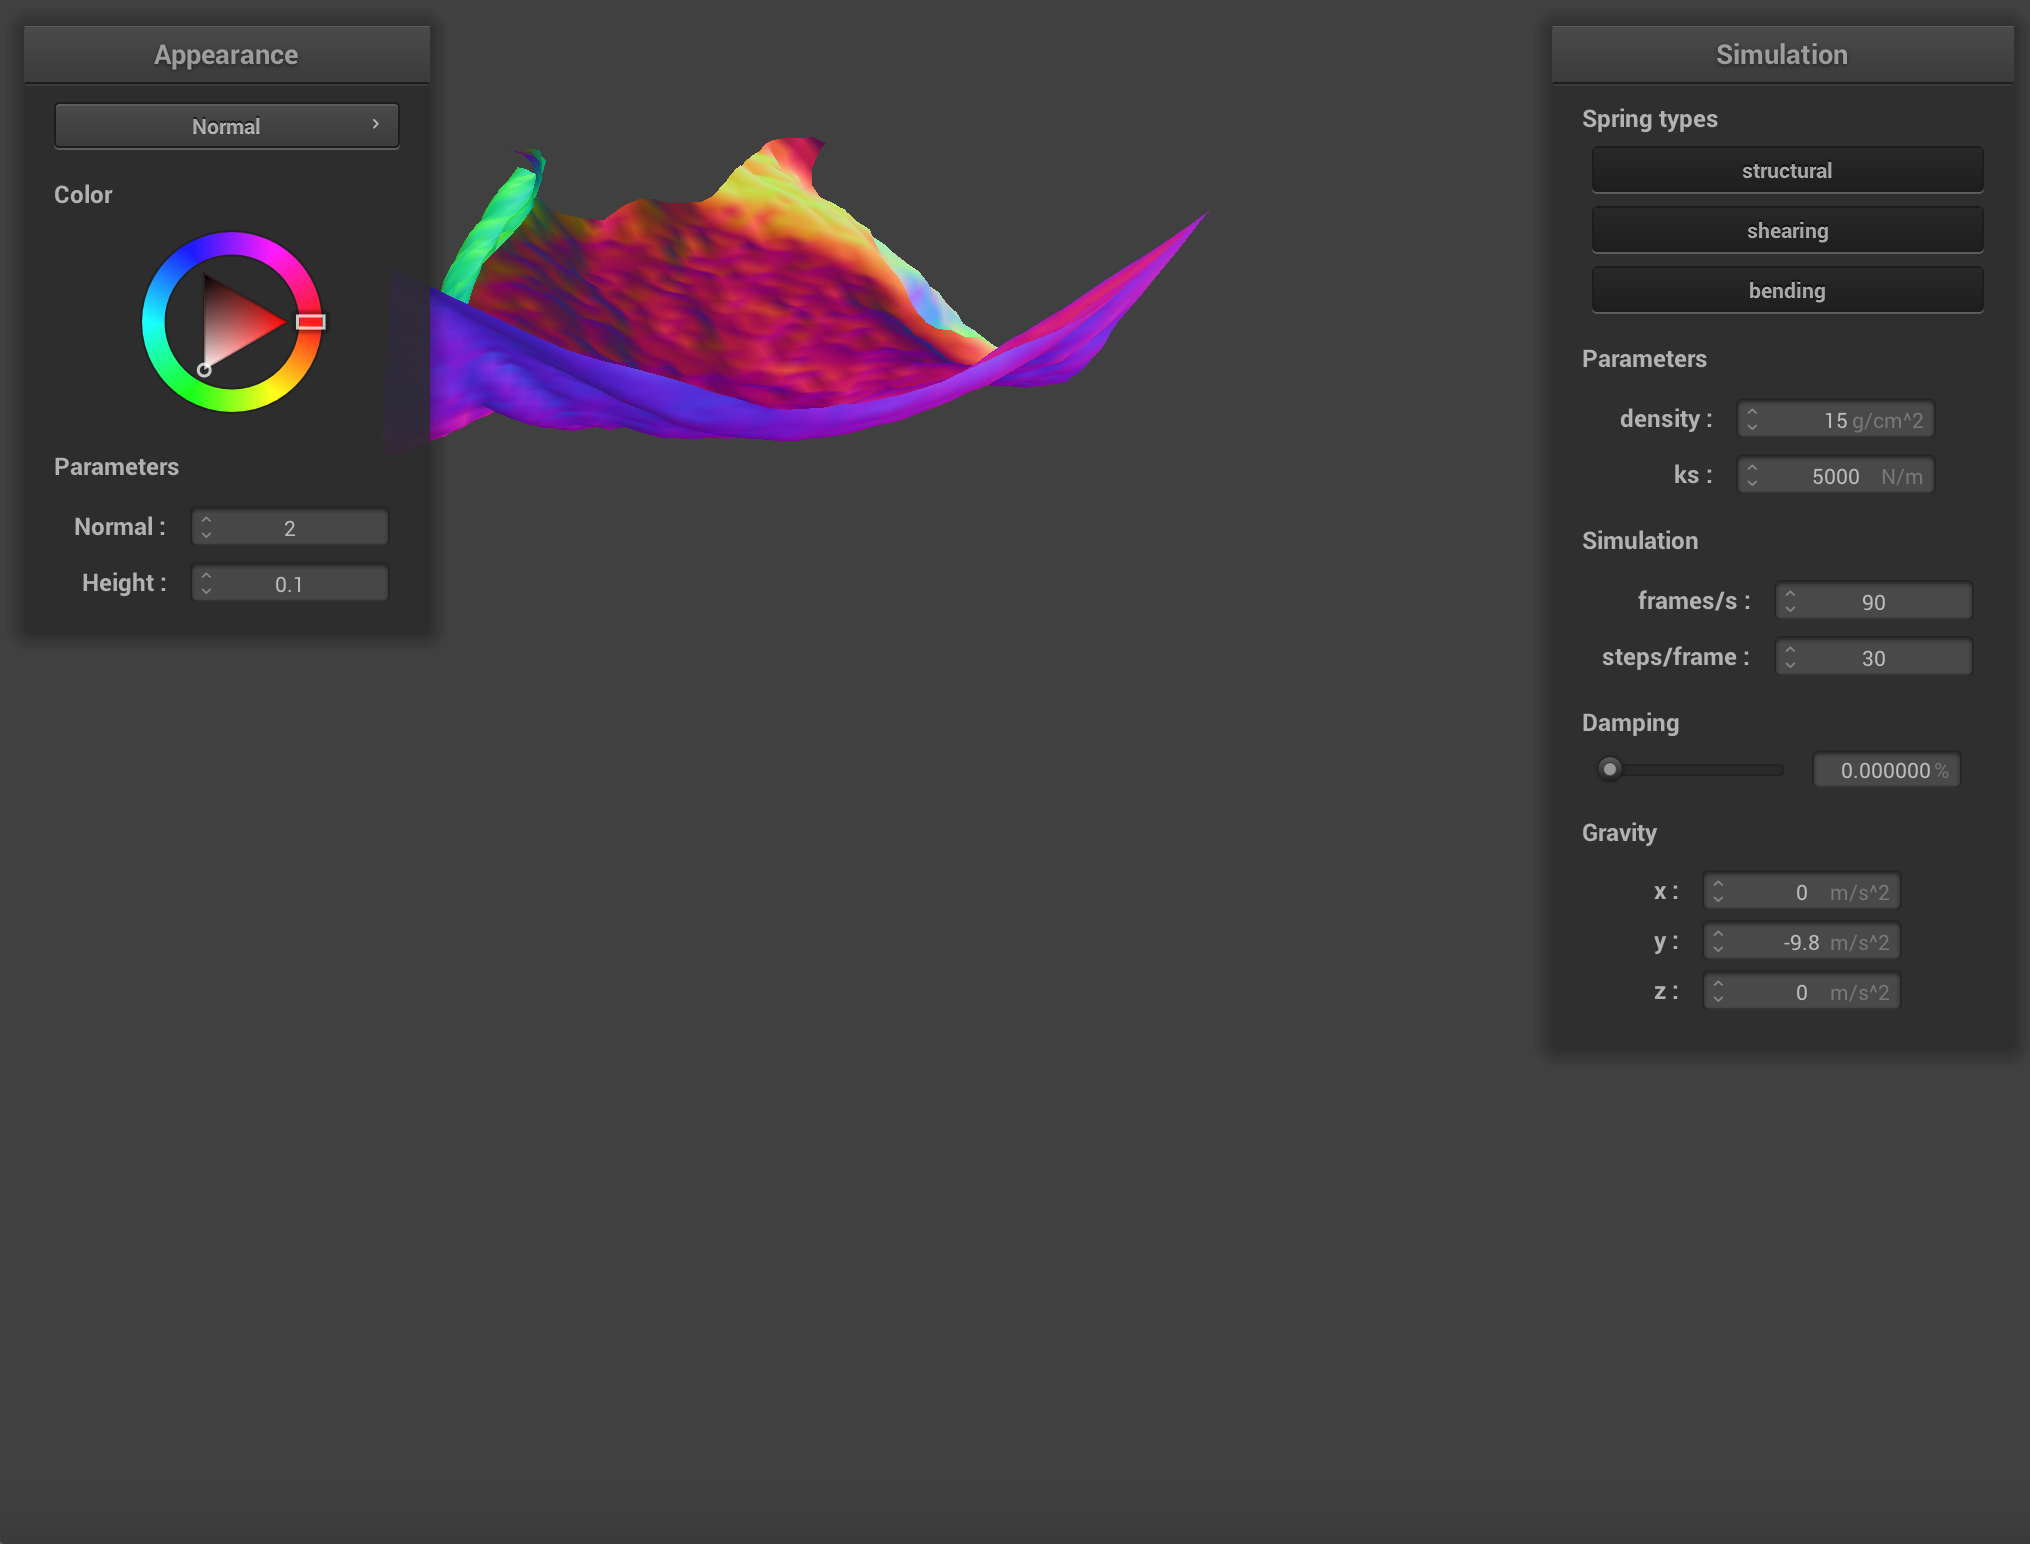 Appearance
Normal
Color
Parameters
Normal : 2
Height : 0.1
Simulation
Spring types
structural
shearing
bending
Parameters
density : 15 g/cm^2
ks : 5000 N/m
Simulation
frames/s : 90
steps/frame : 30
Damping
0.000000 %
Gravity
x : 0 m/s^2
y : -9.8 m/s^2
z : 0 m/s^2